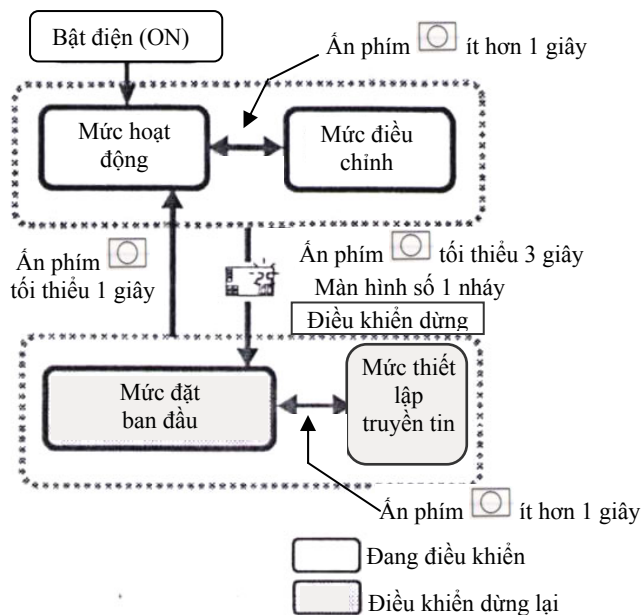 Bật điện (ON)
Ấn phím ít hơn 1 giây
Mức hoạt
động
Mức điều
chỉnh
Ấn phím
tối thiểu 1 giây
25
Ấn phím tối thiểu 3 giây
Màn hình số 1 nháy
Điều khiển dừng
Mức đặt
ban đầu
Mức thiết
lập
truyền tin
Ấn phím ít hơn 1 giây
Đang điều khiển
Điều khiển dừng lại